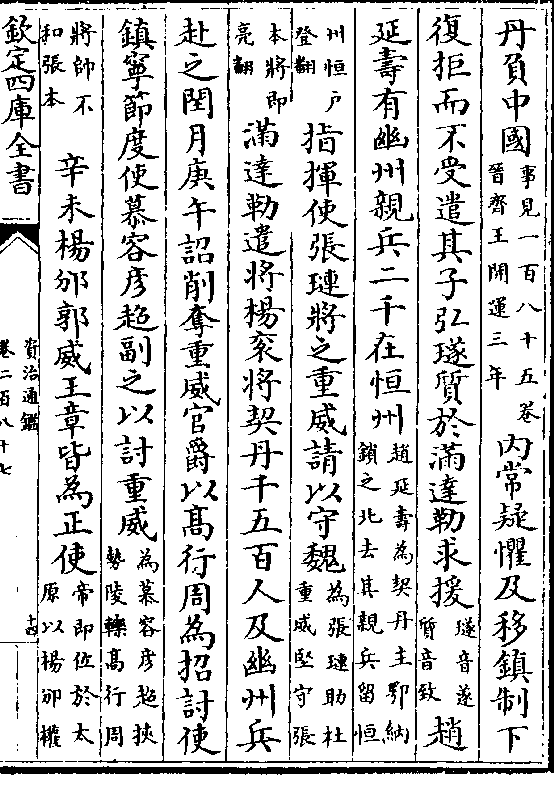 丹負中國事見一百八十五卷晉齊王開運三年內常疑懼及移鎮制下
復拒而不受遣其子弘璲質於滿達勒求援璲音遂質音致趙
延壽有幽州親兵二千在恒州趙延壽為契丹主鄂納鎖之北去其親兵留恒
州恒戶登翻指揮使張璉將之重威請以守魏為張璉助杜重威堅守張
本將即亮翻滿達勒遣將楊衮將契丹千五百人及幽州兵
赴之閏月庚午詔削奪重威官爵以高行周為招討使
鎮寧節度使慕容彥超副之以討重威為慕容彥超挾勢陵轢高行周
將帥不和張本辛未楊邠郭威王章皆為正使帝即位於太原以楊邠權
欽定四庫全書
資治通鑑
卷二百八十七
十四